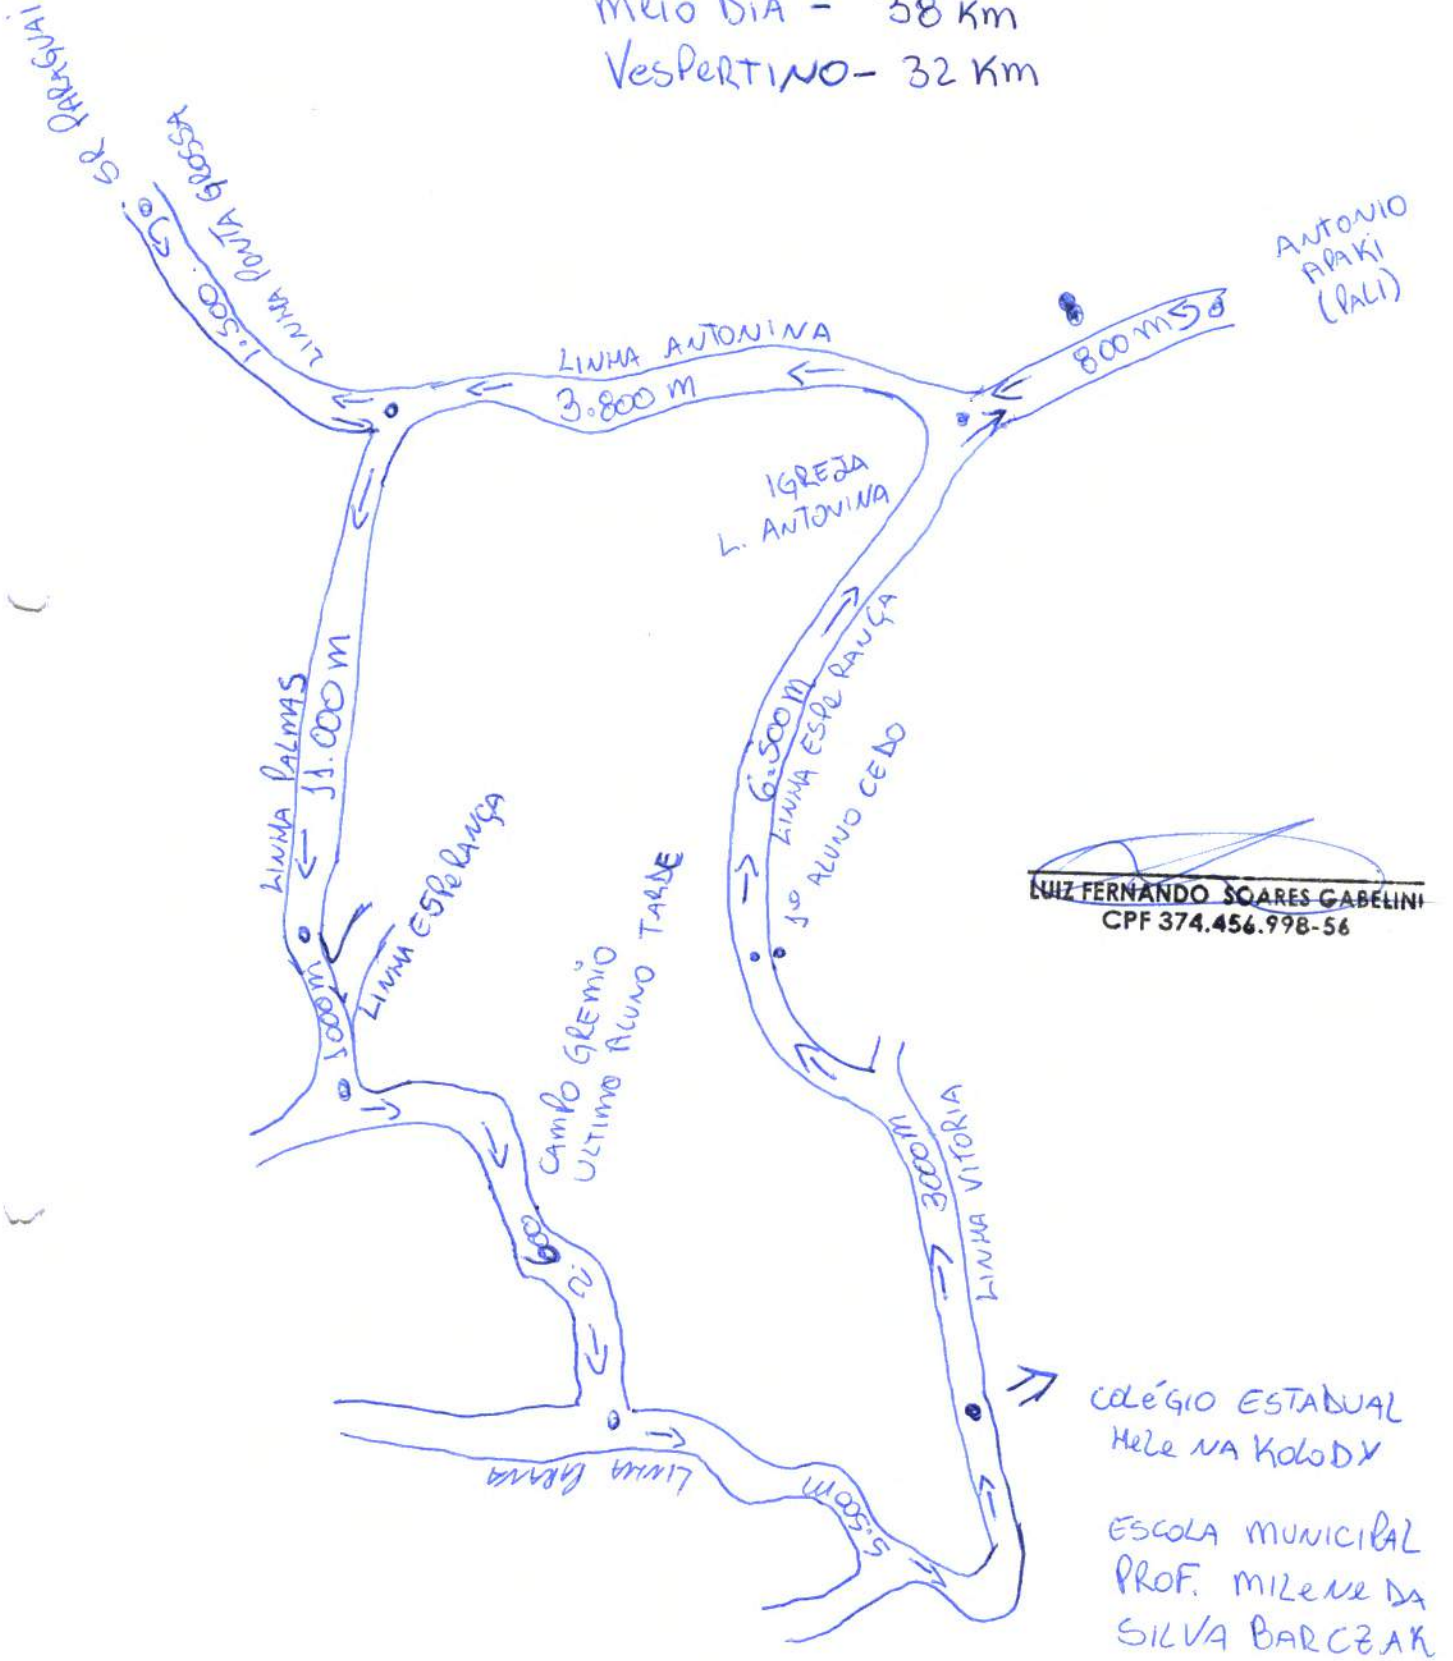 MEIO DIA - 38 Km
VESPERTINO - 32 Km
SR PARAGUAI
LINHA PONTA GROSSA
1.500
ANTONIO
APAKI
(PALI)
800 m
LINHA ANTONINA
3.800 m
IGREJA
L. ANTONINA
LINHA PALMAS
11.000 m
6.500 m
LINHA ESPERANÇA
1º ALUNO CEDO
LINHA ESPERANÇA
1000 m
CAMPO GREMIO
ULTIMO ALUNO TARDE
LUIZ FERNANDO SOARES GABELINI
CPF 374.456.998-56
3000 m
LINHA VITORIA
2.600
LINHA PARANA
5.500 m
COLÉGIO ESTADUAL
HELENA KOLODY
ESCOLA MUNICIPAL
PROF. MILENE DA
SILVA BARCZAK